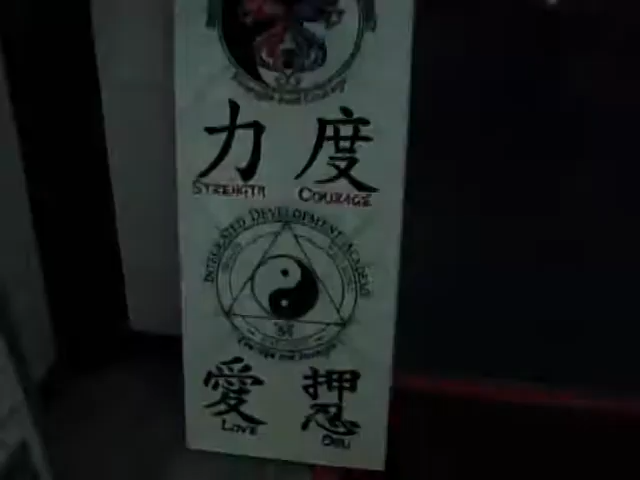 力 度
STRENGTH COURAGE
INTEGRATED DEVELOPMENT ACADEMY
愛 押忍
LOVE OSU